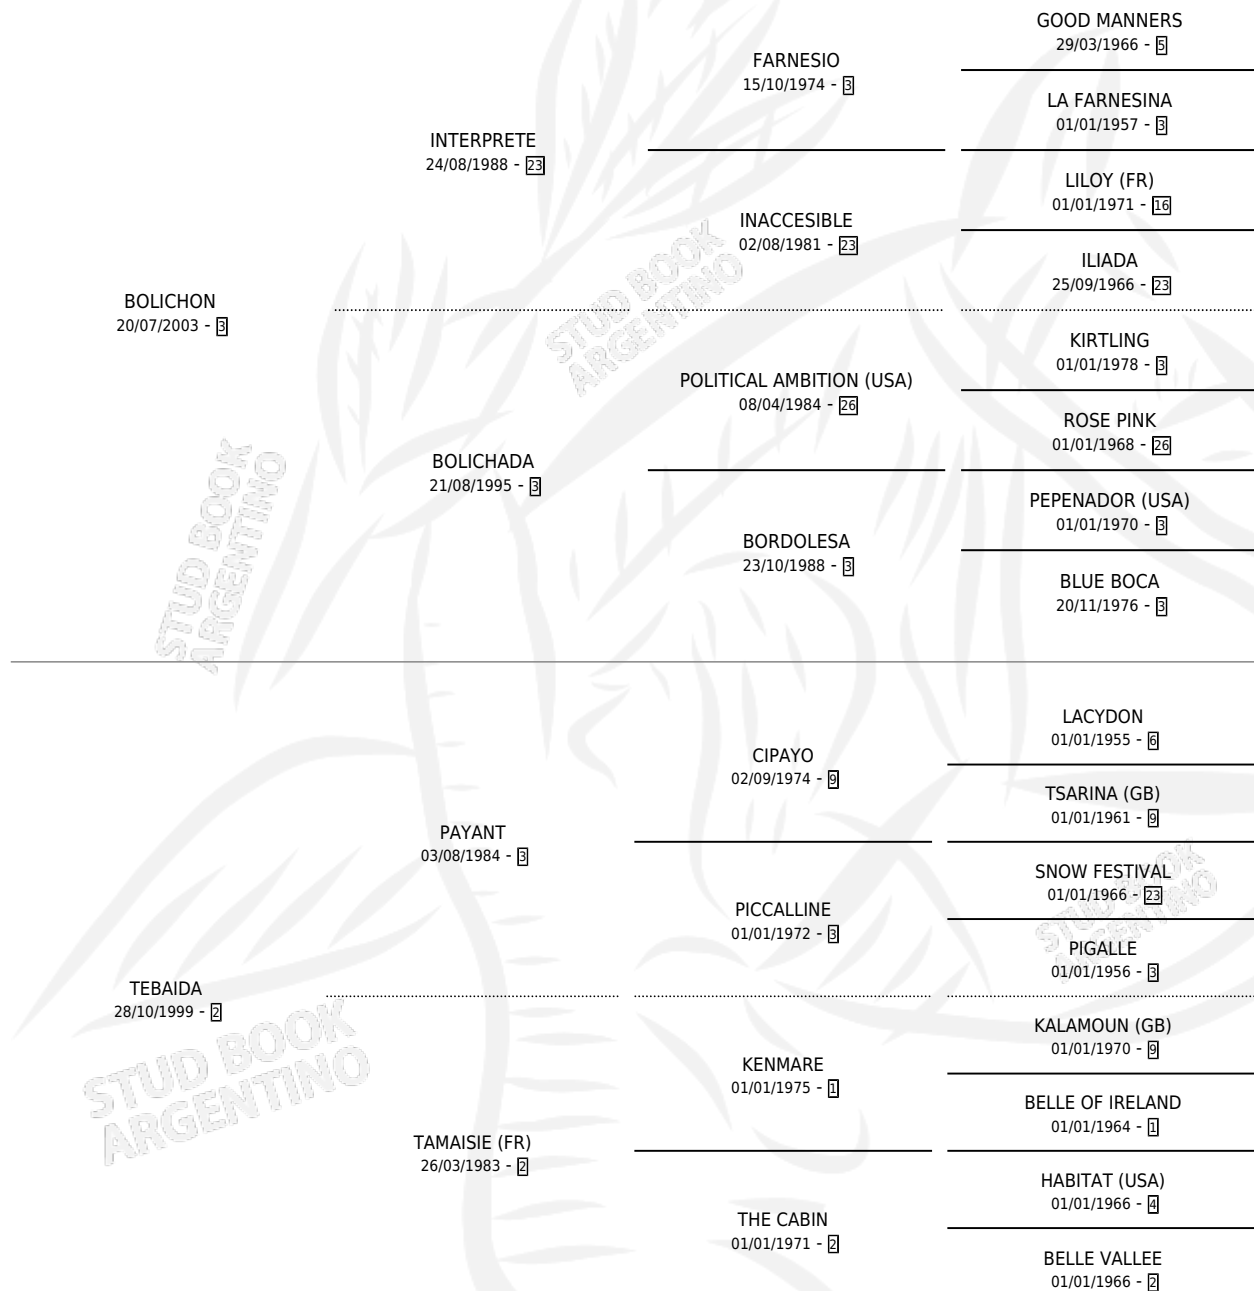 GOOD MANNERS
29/03/1966 - 5
FARNESIO
15/10/1974 - 3
LA FARNESINA
01/01/1957 - 3
INTERPRETE
24/08/1988 - 23
LILOY (FR)
01/01/1971 - 16
INACCESIBLE
02/08/1981 - 23
ILIADA
25/09/1966 - 23
BOLICHON
20/07/2003 - 3
KIRTLING
01/01/1978 - 3
POLITICAL AMBITION (USA)
08/04/1984 - 26
ROSE PINK
01/01/1968 - 26
BOLICHADA
21/08/1995 - 3
PEPENADOR (USA)
01/01/1970 - 3
BORDOLESA
23/10/1988 - 3
BLUE BOCA
20/11/1976 - 3
LACYDON
01/01/1955 - 6
CIPAYO
02/09/1974 - 9
TSARINA (GB)
01/01/1961 - 9
PAYANT
03/08/1984 - 3
SNOW FESTIVAL
01/01/1966 - 23
PICCALLINE
01/01/1972 - 3
PIGALLE
01/01/1956 - 3
TEBAIDA
28/10/1999 - 2
KALAMOUN (GB)
01/01/1970 - 9
KENMARE
01/01/1975 - 1
BELLE OF IRELAND
01/01/1964 - 1
TAMAISIE (FR)
26/03/1983 - 2
HABITAT (USA)
01/01/1966 - 4
THE CABIN
01/01/1971 - 2
BELLE VALLEE
01/01/1966 - 2
STUD BOOK
ARGENTINO
STUD BOOK
ARGENTINO
STUD BOOK
ARGENTINO
STUD BOOK
ARGENTINO